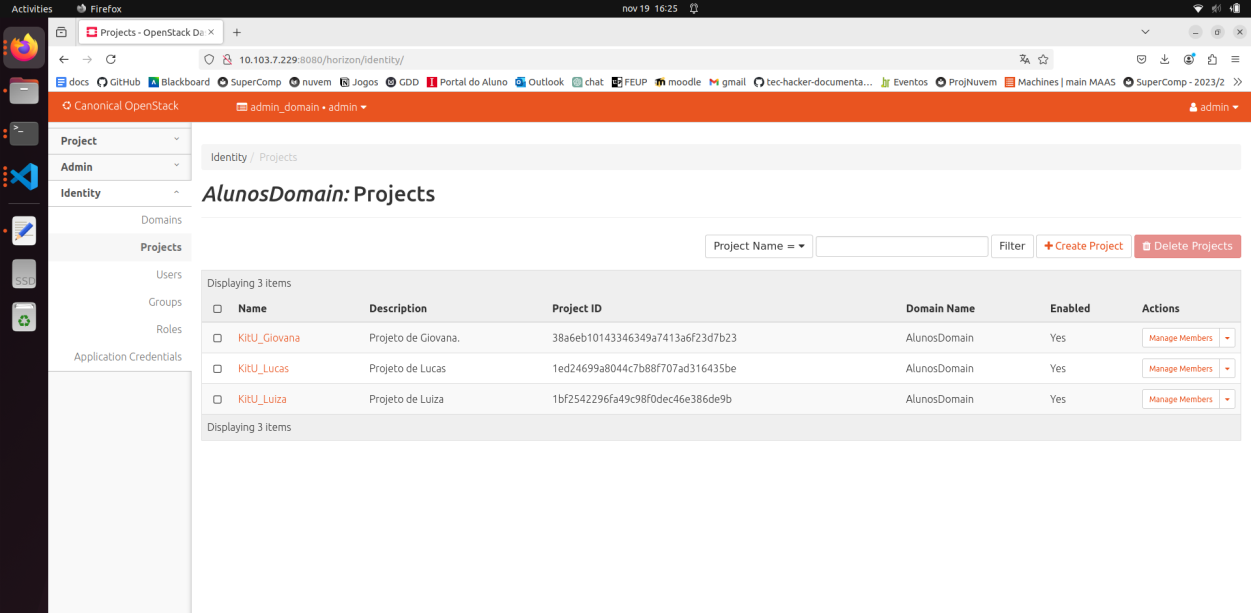 Activities Firefox nov 19 16:25
Projects - OpenStack Da ×
10.103.7.229:8080/horizon/identity/
docs GitHub Blackboard SuperComp nuvem Jogos GDD Portal do Aluno Outlook chat FEUP moodle gmail tec-hacker-documenta... Eventos ProjNuvem Machines | main MAAS SuperComp - 2023/2
Canonical OpenStack admin_domain • admin admin
Project
Admin
Identity
Domains
Projects
Users
Groups
Roles
Application Credentials
SSD
Identity / Projects
AlunosDomain: Projects
Project Name = Filter +Create Project Delete Projects
Displaying 3 items
Name Description Project ID Domain Name Enabled Actions
KitU_Giovana Projeto de Giovana. 38a6eb10143346349a7413a6f23d7b23 AlunosDomain Yes Manage Members
KitU_Lucas Projeto de Lucas 1ed24699a8044c7b88f707ad316435be AlunosDomain Yes Manage Members
KitU_Luiza Projeto de Luiza 1bf2542296fa49c98f0dec46e386de9b AlunosDomain Yes Manage Members
Displaying 3 items